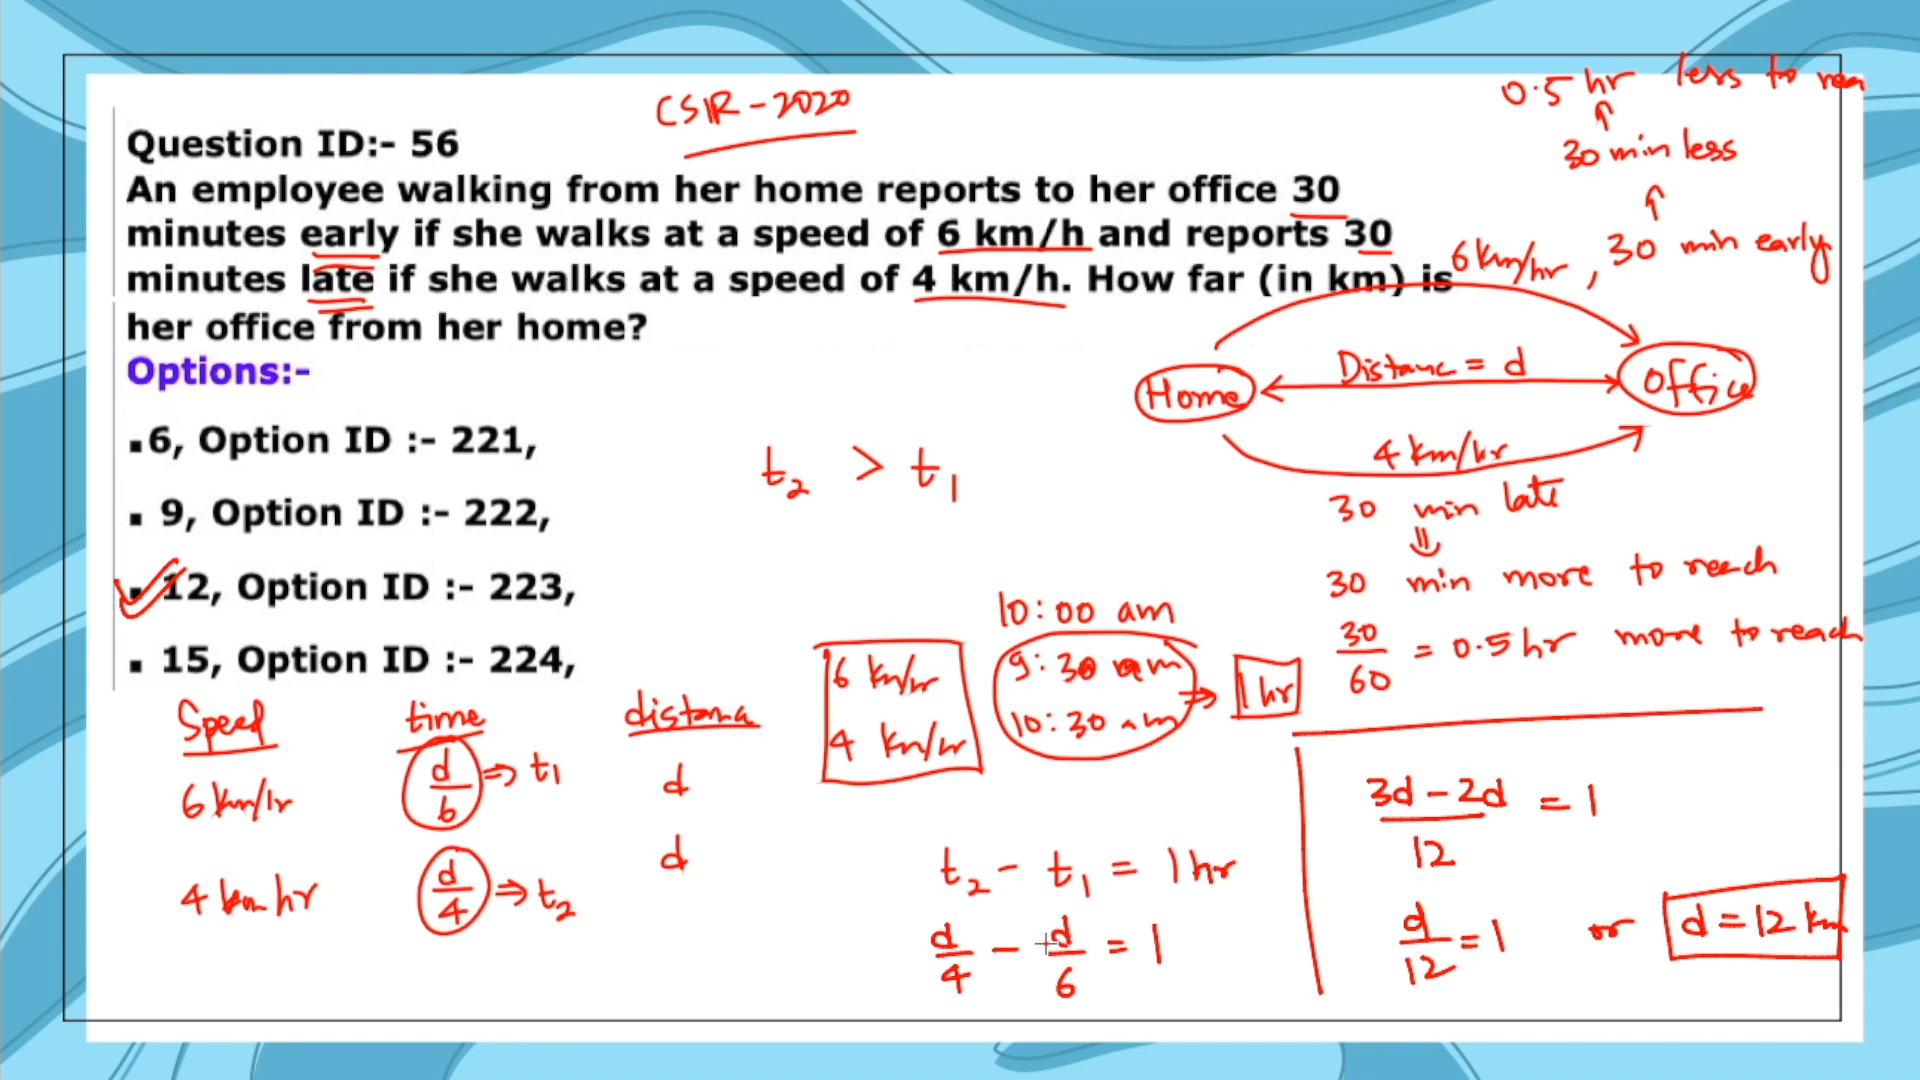 CSIR - 2020
Question ID:- 56
An employee walking from her home reports to her office 30
minutes early if she walks at a speed of 6 km/h and reports 30
minutes late if she walks at a speed of 4 km/h. How far (in km) is
her office from her home?
Options:-
▪6, Option ID :- 221,
▪ 9, Option ID :- 222,
▪ 12, Option ID :- 223,
▪ 15, Option ID :- 224,
0.5 hr less to
↑
30 min less
↑
6 km/hr , 30 min early
Home Distance = d Office
4 km/hr
30 min late
⇓
30 min more to reach
30/60 = 0.5 hr more to reach
t₂ > t₁
10:00 am
6 km/hr 9:30 am
4 km/hr 10:30 am ⇒ 1 hr
Speed time distance
6 km/hr d/6 ⇒ t₁ d
4 km hr d/4 ⇒ t₂ d
t₂ - t₁ = 1 hr
d/4 - d/6 = 1
3d - 2d/12 = 1
d/12 = 1 or d = 12 km